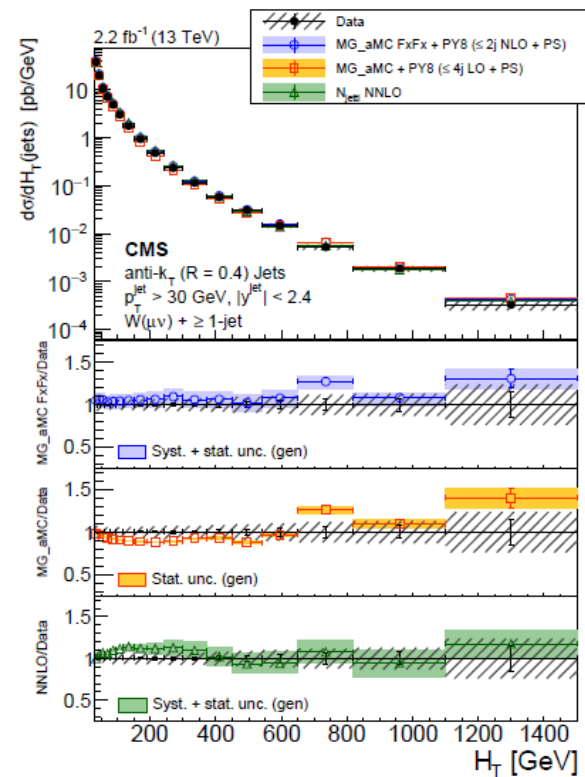 2.2 fb⁻¹ (13 TeV)
Data
MG_aMC FxFx + PY8 (≤ 2j NLO + PS)
MG_aMC + PY8 (≤ 4j LO + PS)
N_jetti NNLO
dσ/dH_T(jets) [pb/GeV]
10
1
10⁻¹
10⁻²
10⁻³
10⁻⁴
CMS
anti-k_T (R = 0.4) Jets
p_T^jet > 30 GeV, |y^jet| < 2.4
W(μν) + ≥ 1-jet
MG_aMC FxFx/Data
1.5
1
0.5
Syst. + stat. unc. (gen)
MG_aMC/Data
1.5
1
0.5
Stat. unc. (gen)
NNLO/Data
1.5
1
0.5
Syst. + stat. unc. (gen)
200 400 600 800 1000 1200 1400
H_T [GeV]